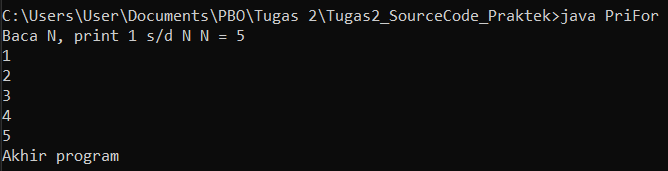 C:\Users\User\Documents\PBO\Tugas 2\Tugas2_SourceCode_Praktek>java PriFor
Baca N, print 1 s/d N N = 5
1
2
3
4
5
Akhir program